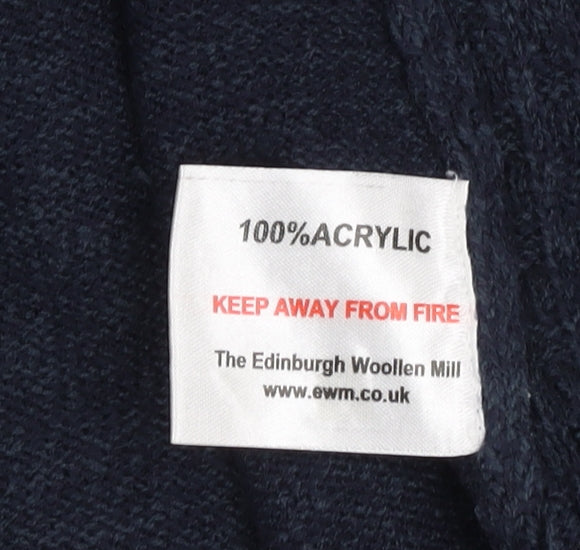 100%ACRYLIC
KEEP AWAY FROM FIRE
The Edinburgh Woollen Mill
www.ewm.co.uk